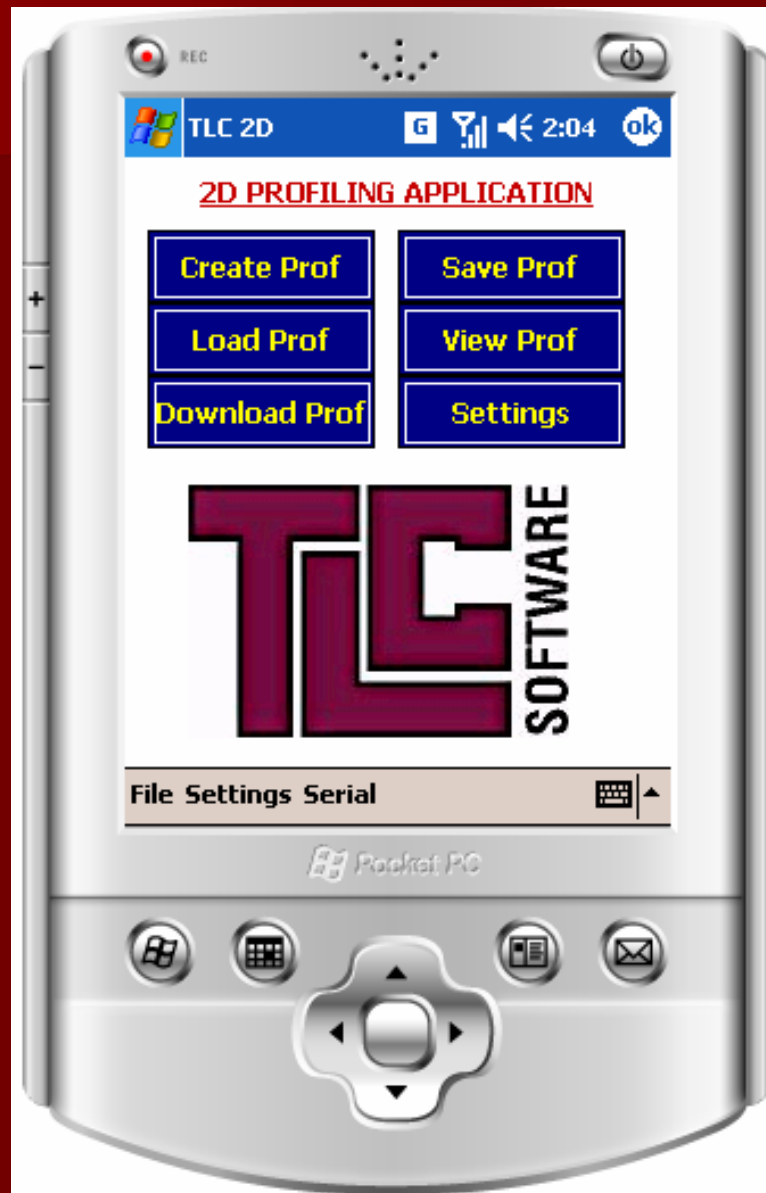 REC
TLC 2D G 2:04 ok
2D PROFILING APPLICATION
Create Prof Save Prof
Load Prof View Prof
Download Prof Settings
TLC SOFTWARE
File Settings Serial
Pocket PC